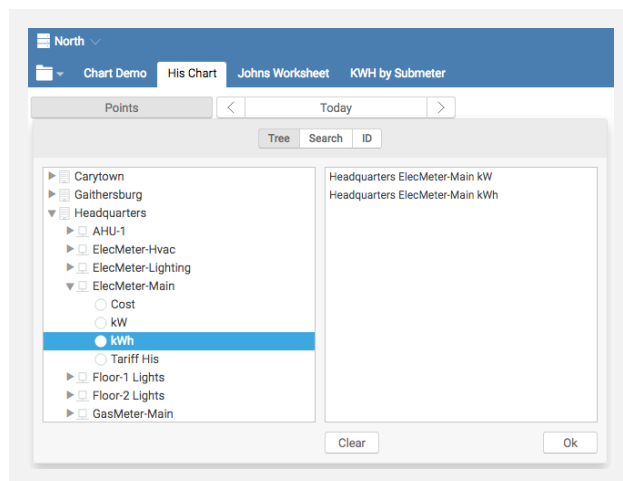 North
Chart Demo His Chart Johns Worksheet KWH by Submeter
Points Today
Tree Search ID
Carytown
Gaithersburg
Headquarters
AHU-1
ElecMeter-Hvac
ElecMeter-Lighting
ElecMeter-Main
Cost
kW
kWh
Tariff His
Floor-1 Lights
Floor-2 Lights
GasMeter-Main
Headquarters ElecMeter-Main kW
Headquarters ElecMeter-Main kWh
Clear Ok